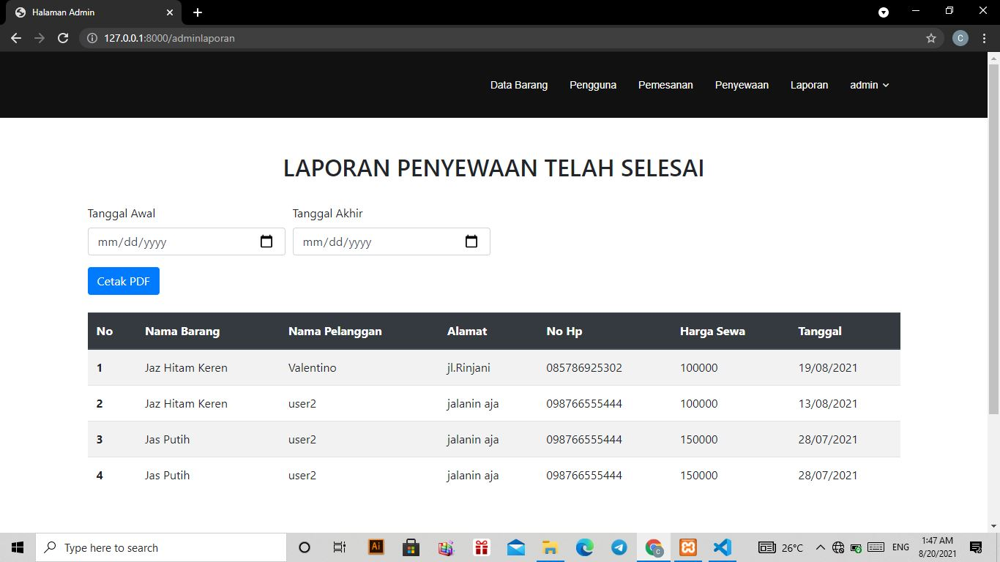 Halaman Admin
127.0.0.1:8000/adminlaporan
C
Data Barang Pengguna Pemesanan Penyewaan Laporan admin
LAPORAN PENYEWAAN TELAH SELESAI
Tanggal Awal Tanggal Akhir
mm/dd/yyyy mm/dd/yyyy
Cetak PDF
No Nama Barang Nama Pelanggan Alamat No Hp Harga Sewa Tanggal
1 Jaz Hitam Keren Valentino jl.Rinjani 085786925302 100000 19/08/2021
2 Jaz Hitam Keren user2 jalanin aja 098766555444 100000 13/08/2021
3 Jas Putih user2 jalanin aja 098766555444 150000 28/07/2021
4 Jas Putih user2 jalanin aja 098766555444 150000 28/07/2021
Type here to search Ai C 26°C ENG 1:47 AM
8/20/2021